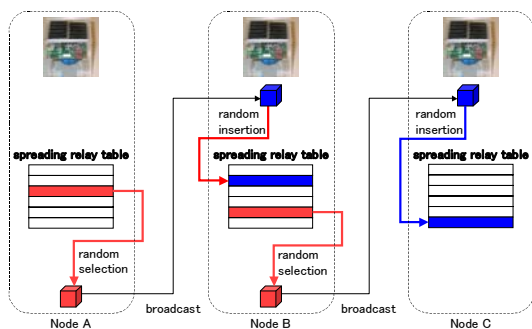 random
insertion
random
insertion
spreading relay table
spreading relay table
spreading relay table
random
selection
random
selection
broadcast
broadcast
Node A
Node B
Node C